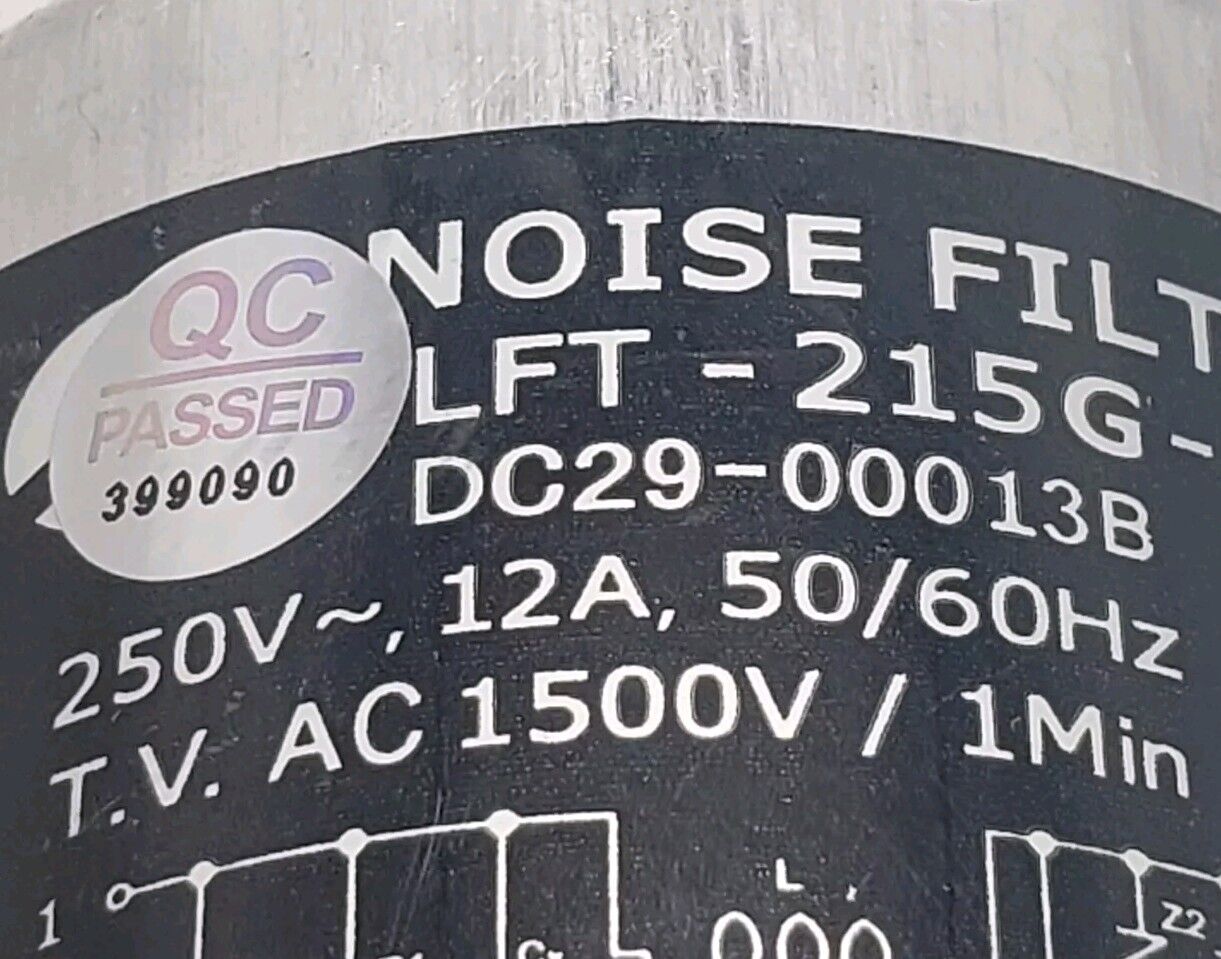 QC
PASSED
399090
NOISE FILT
LFT - 215G-
DC29-00013B
250V~, 12A, 50/60Hz
T.V. AC 1500V / 1Min
1
L
Z2